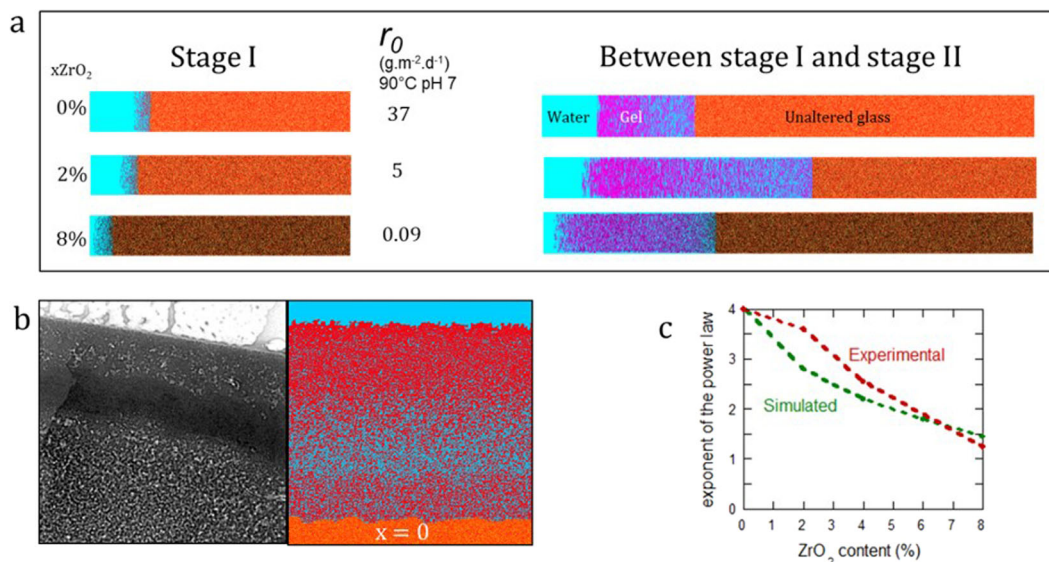 a
Stage I
r₀
(g.m⁻².d⁻¹)
90°C pH 7
Between stage I and stage II
xZrO₂
0%
37
Water
Gel
Unaltered glass
2%
5
8%
0.09
b
x = 0
c
exponent of the power law
4
3
2
1
0
Experimental
Simulated
0 1 2 3 4 5 6 7 8
ZrO₂ content (%)